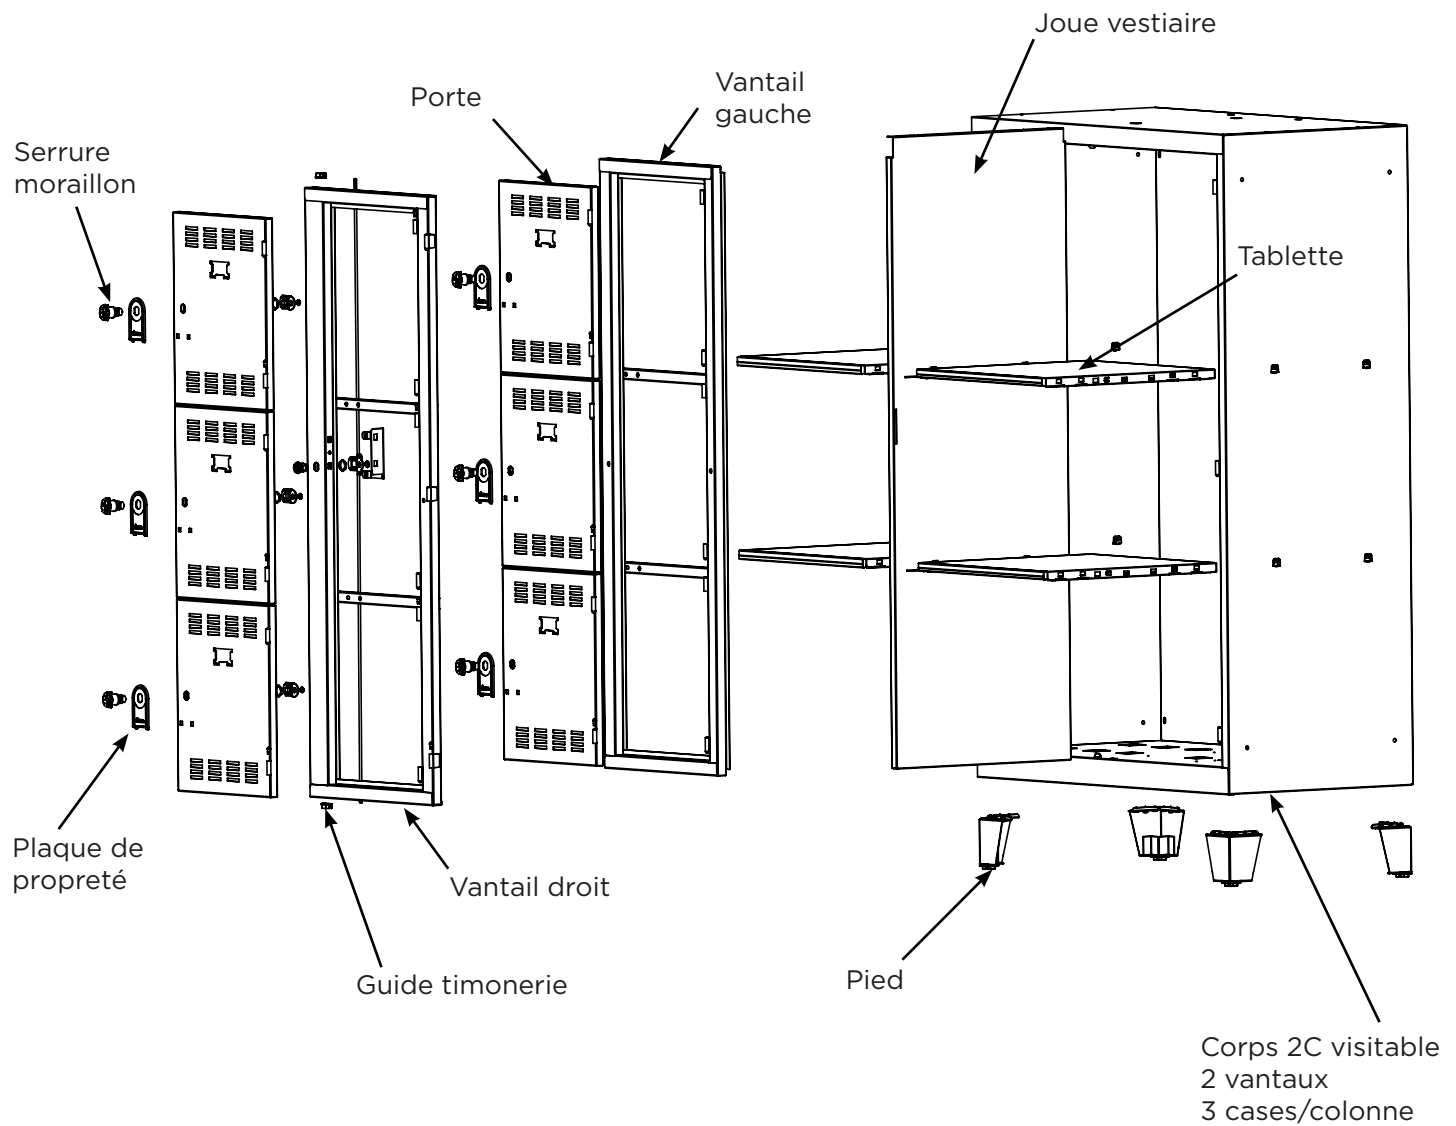 Joue vestiaire
Vantail
gauche
Porte
Serrure
moraillon
Tablette
Plaque de
propreté
Vantail droit
Guide timonerie
Pied
Corps 2C visitable
2 vantaux
3 cases/colonne